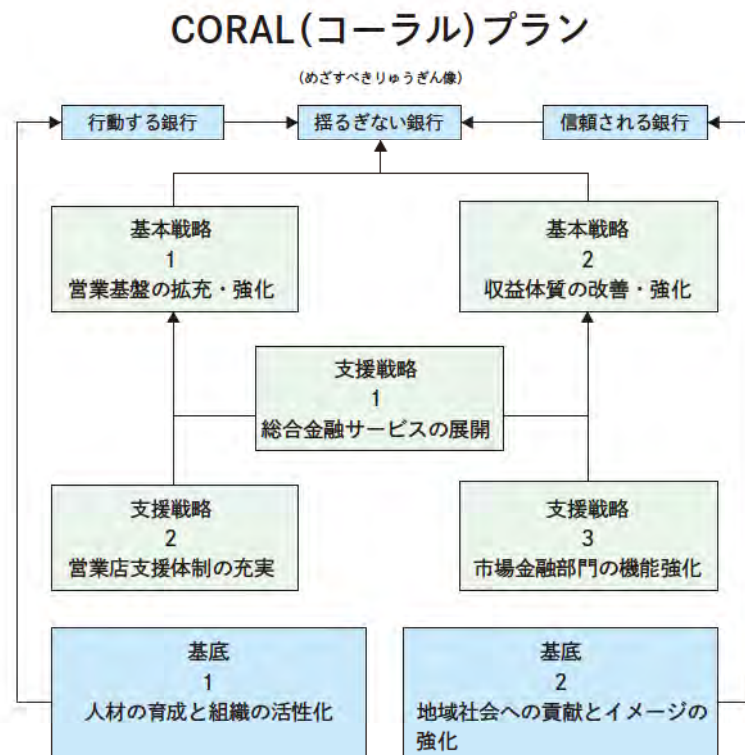 CORAL(コーラル)プラン
(めざすべきりゅうぎん像)
行動する銀行
揺るぎない銀行
信頼される銀行
基本戦略
1
営業基盤の拡充・強化
基本戦略
2
収益体質の改善・強化
支援戦略
1
総合金融サービスの展開
支援戦略
2
営業店支援体制の充実
支援戦略
3
市場金融部門の機能強化
基底
1
人材の育成と組織の活性化
基底
2
地域社会への貢献とイメージの
強化